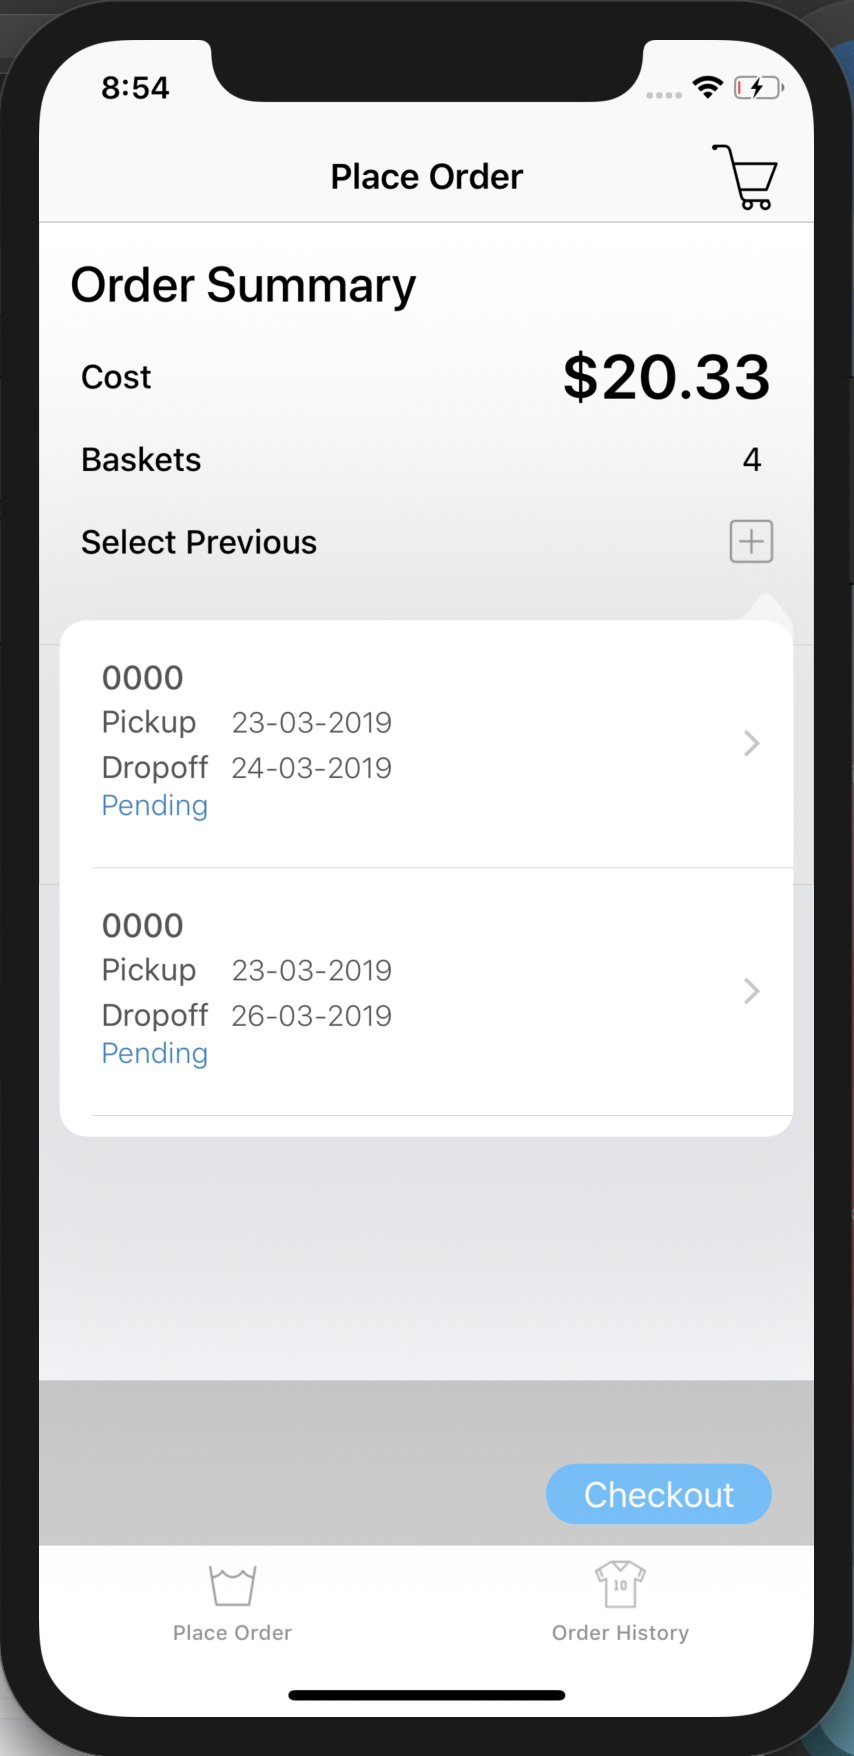 8:54
Place Order
Order Summary
Cost $20.33
Baskets 4
Select Previous
0000
Pickup 23-03-2019
Dropoff 24-03-2019
Pending
0000
Pickup 23-03-2019
Dropoff 26-03-2019
Pending
Checkout
10
Place Order Order History